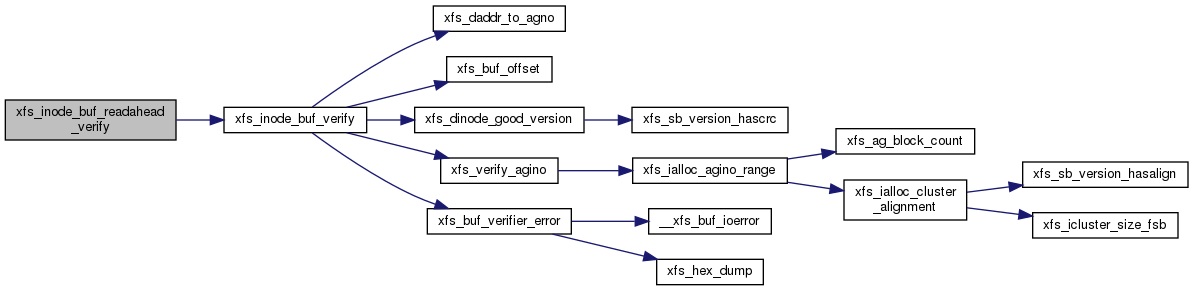 xfs_daddr_to_agno
xfs_buf_offset
xfs_inode_buf_readahead
_verify
xfs_inode_buf_verify
xfs_dinode_good_version
xfs_sb_version_hascrc
xfs_ag_block_count
xfs_verify_agino
xfs_ialloc_agino_range
xfs_sb_version_hasalign
xfs_ialloc_cluster
_alignment
xfs_buf_verifier_error
__xfs_buf_ioerror
xfs_icluster_size_fsb
xfs_hex_dump